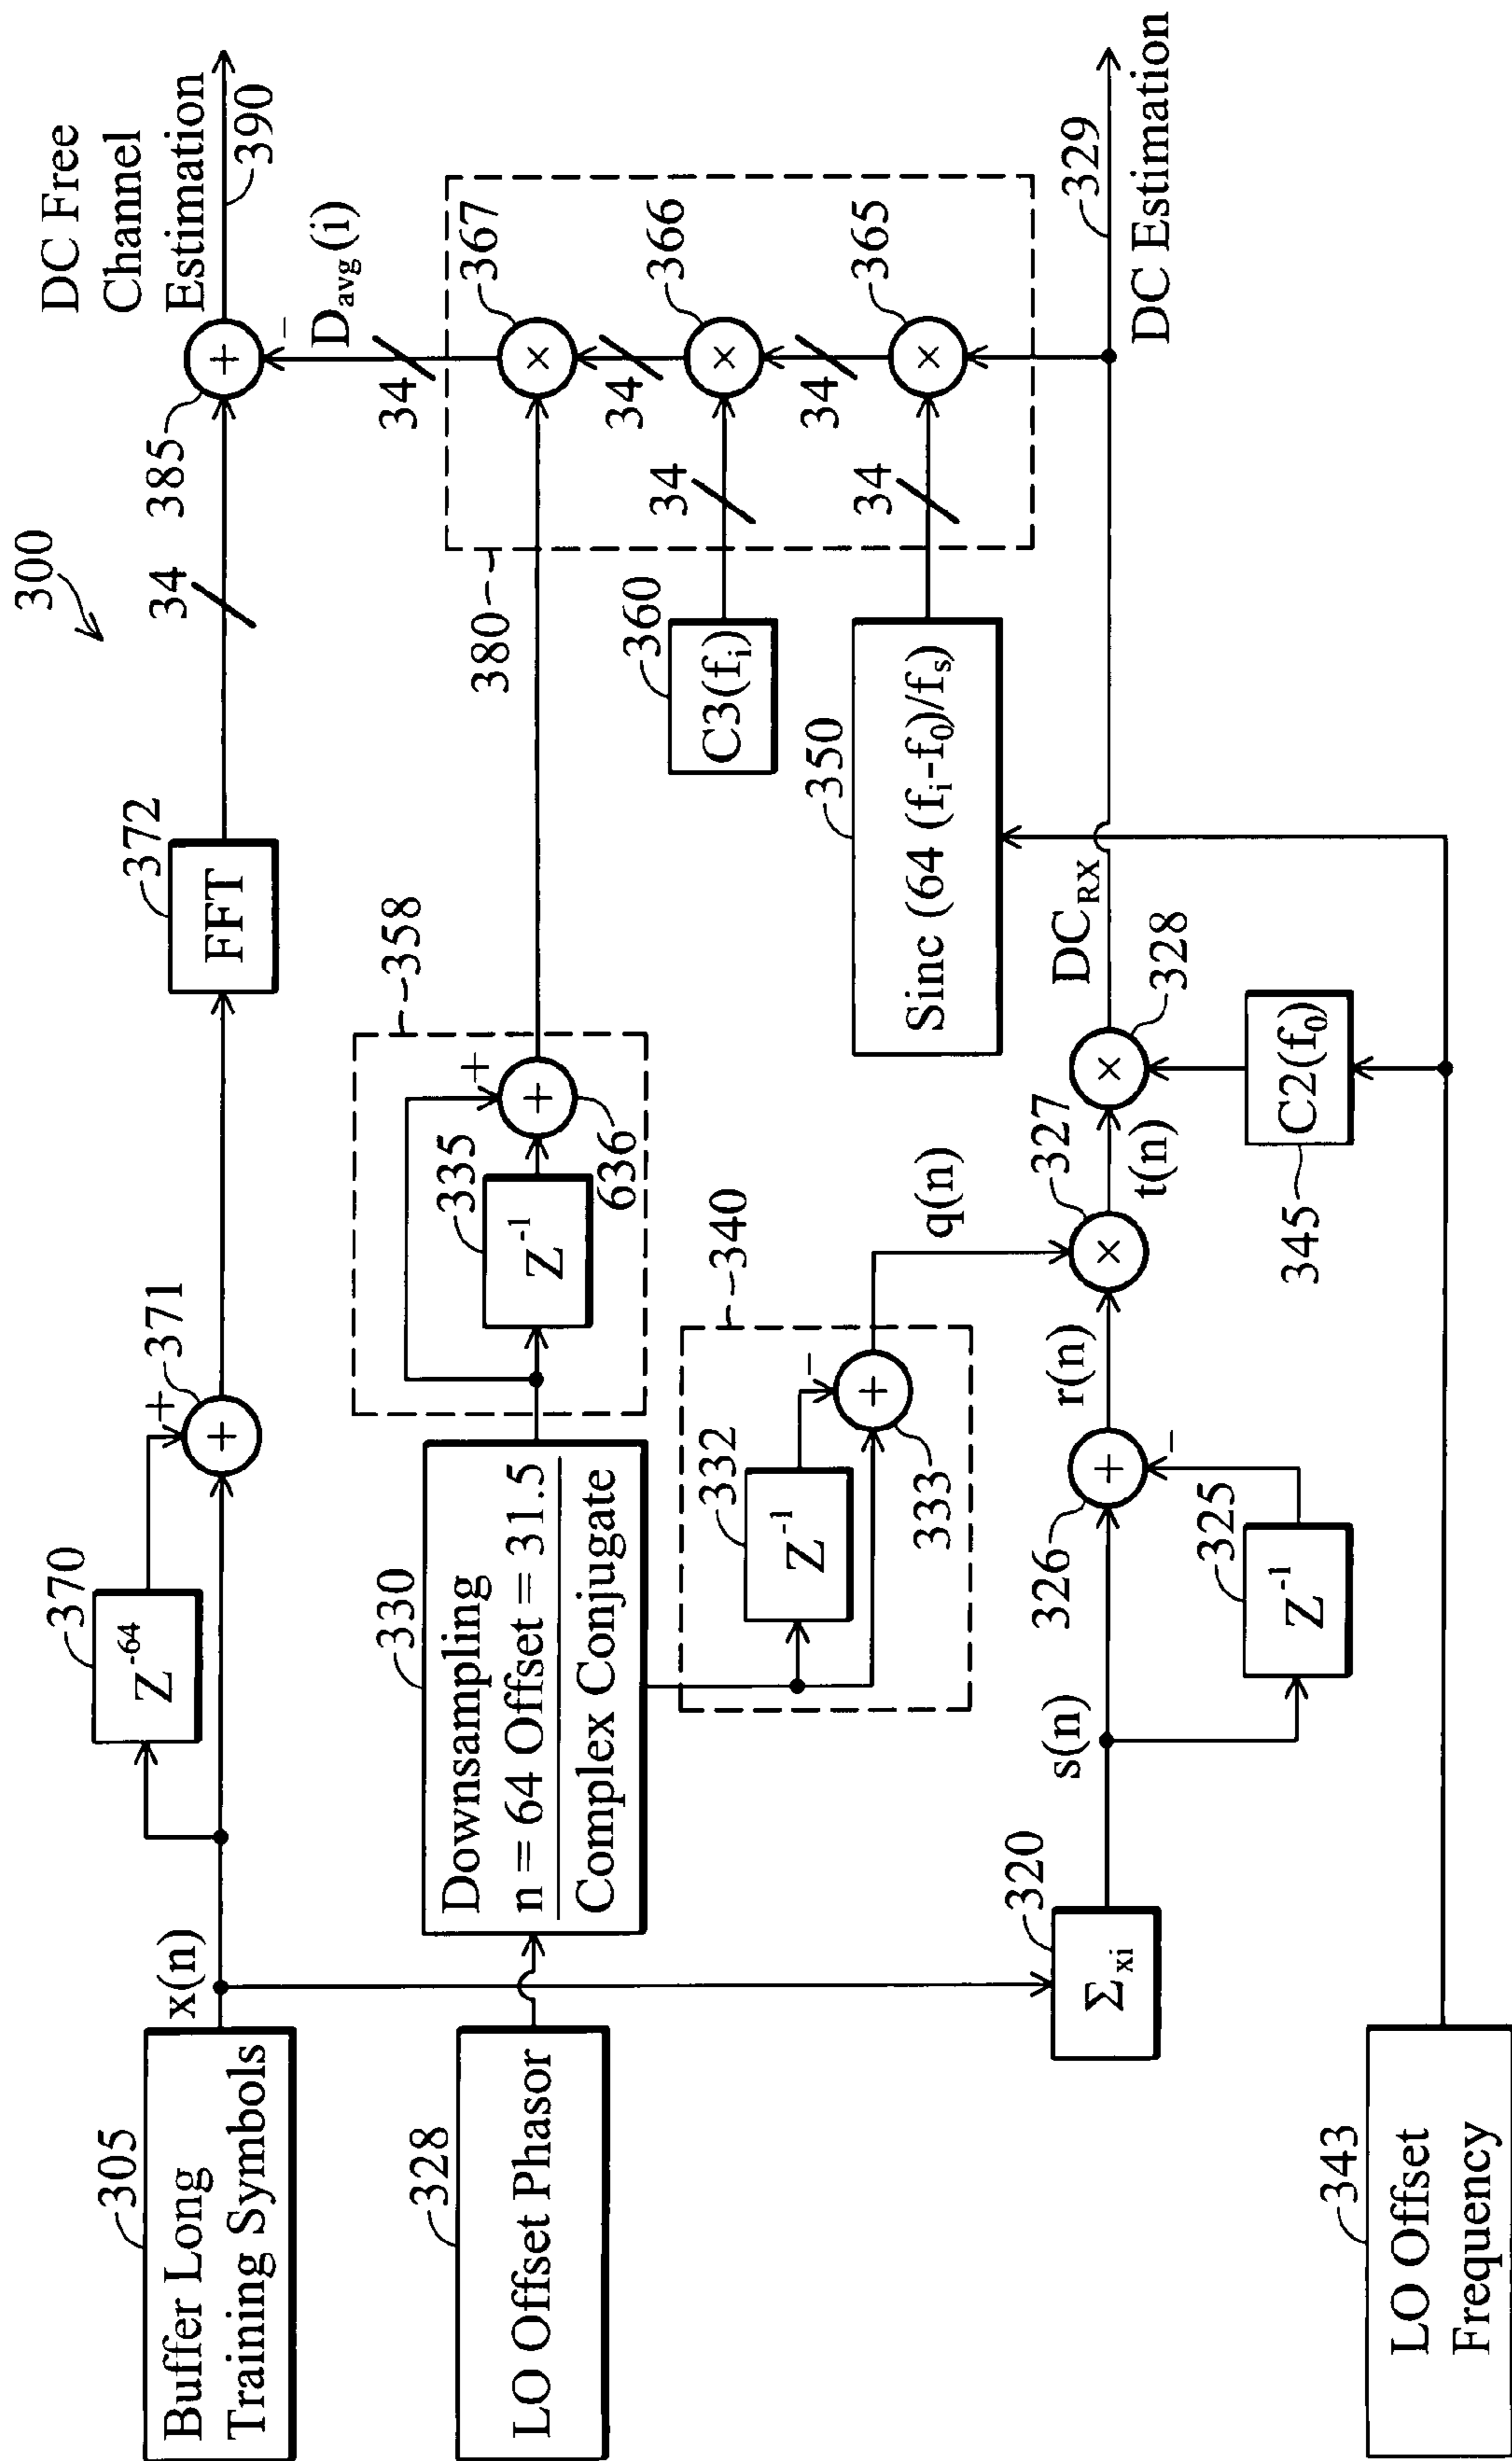 300
305
Buffer Long
Training Symbols
x(n)
370
Z-64
+
371
+
372
FFT
34
385
+
-
DC Free
Channel
Estimation
390
328
LO Offset Phasor
330
Downsampling
n = 64 Offset = 31.5
Complex Conjugate
335
Z-1
+
+
636
358
332
Z-1
-
+
333
340
q(n)
380
Davg(i)
34
367
×
34
366
×
34
365
×
360
C3(fi)
34
350
Sinc (64 (fi-f0)/fs)
34
320
Σxi
s(n)
325
Z-1
326
+
-
r(n)
327
×
t(n)
328
×
DCRX
345
C2(f0)
329
DC Estimation
343
LO Offset
Frequency